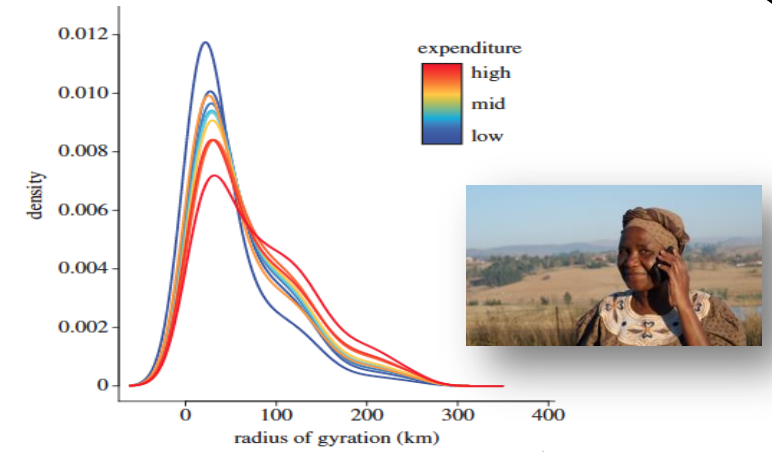 0.012
0.010
0.008
0.006
0.004
0.002
0
density
0 100 200 300 400
radius of gyration (km)
expenditure
high
mid
low